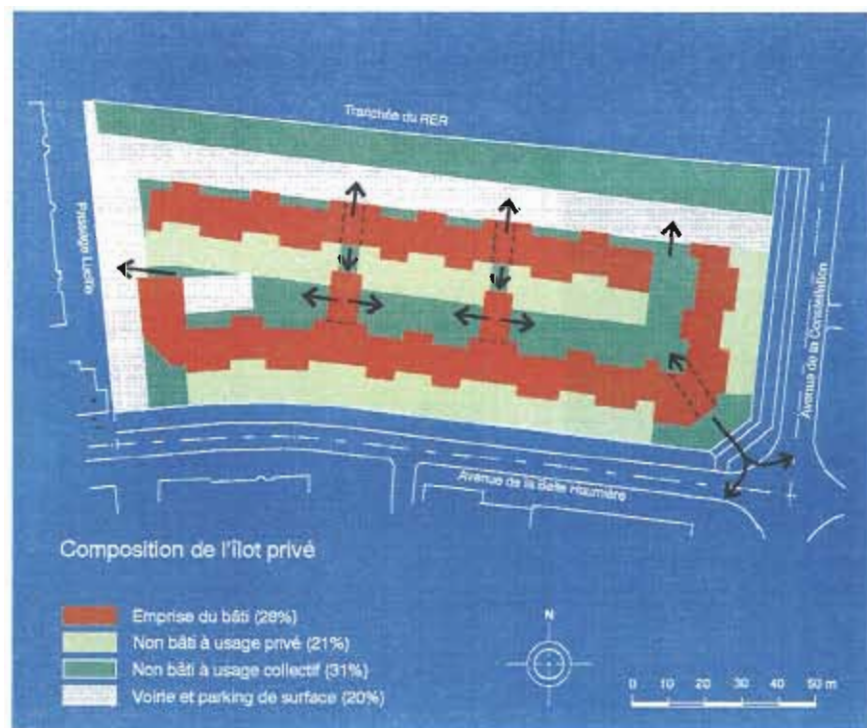 Tranchée du RER
Passage Lucile
Avenue de la Constellation
Avenue de la Belle Haumière
Composition de l'îlot privé
Emprise du bâti (28%)
Non bâti à usage privé (21%)
Non bâti à usage collectif (31%)
Voirie et parking de surface (20%)
N
0 10 20 30 40 50 m